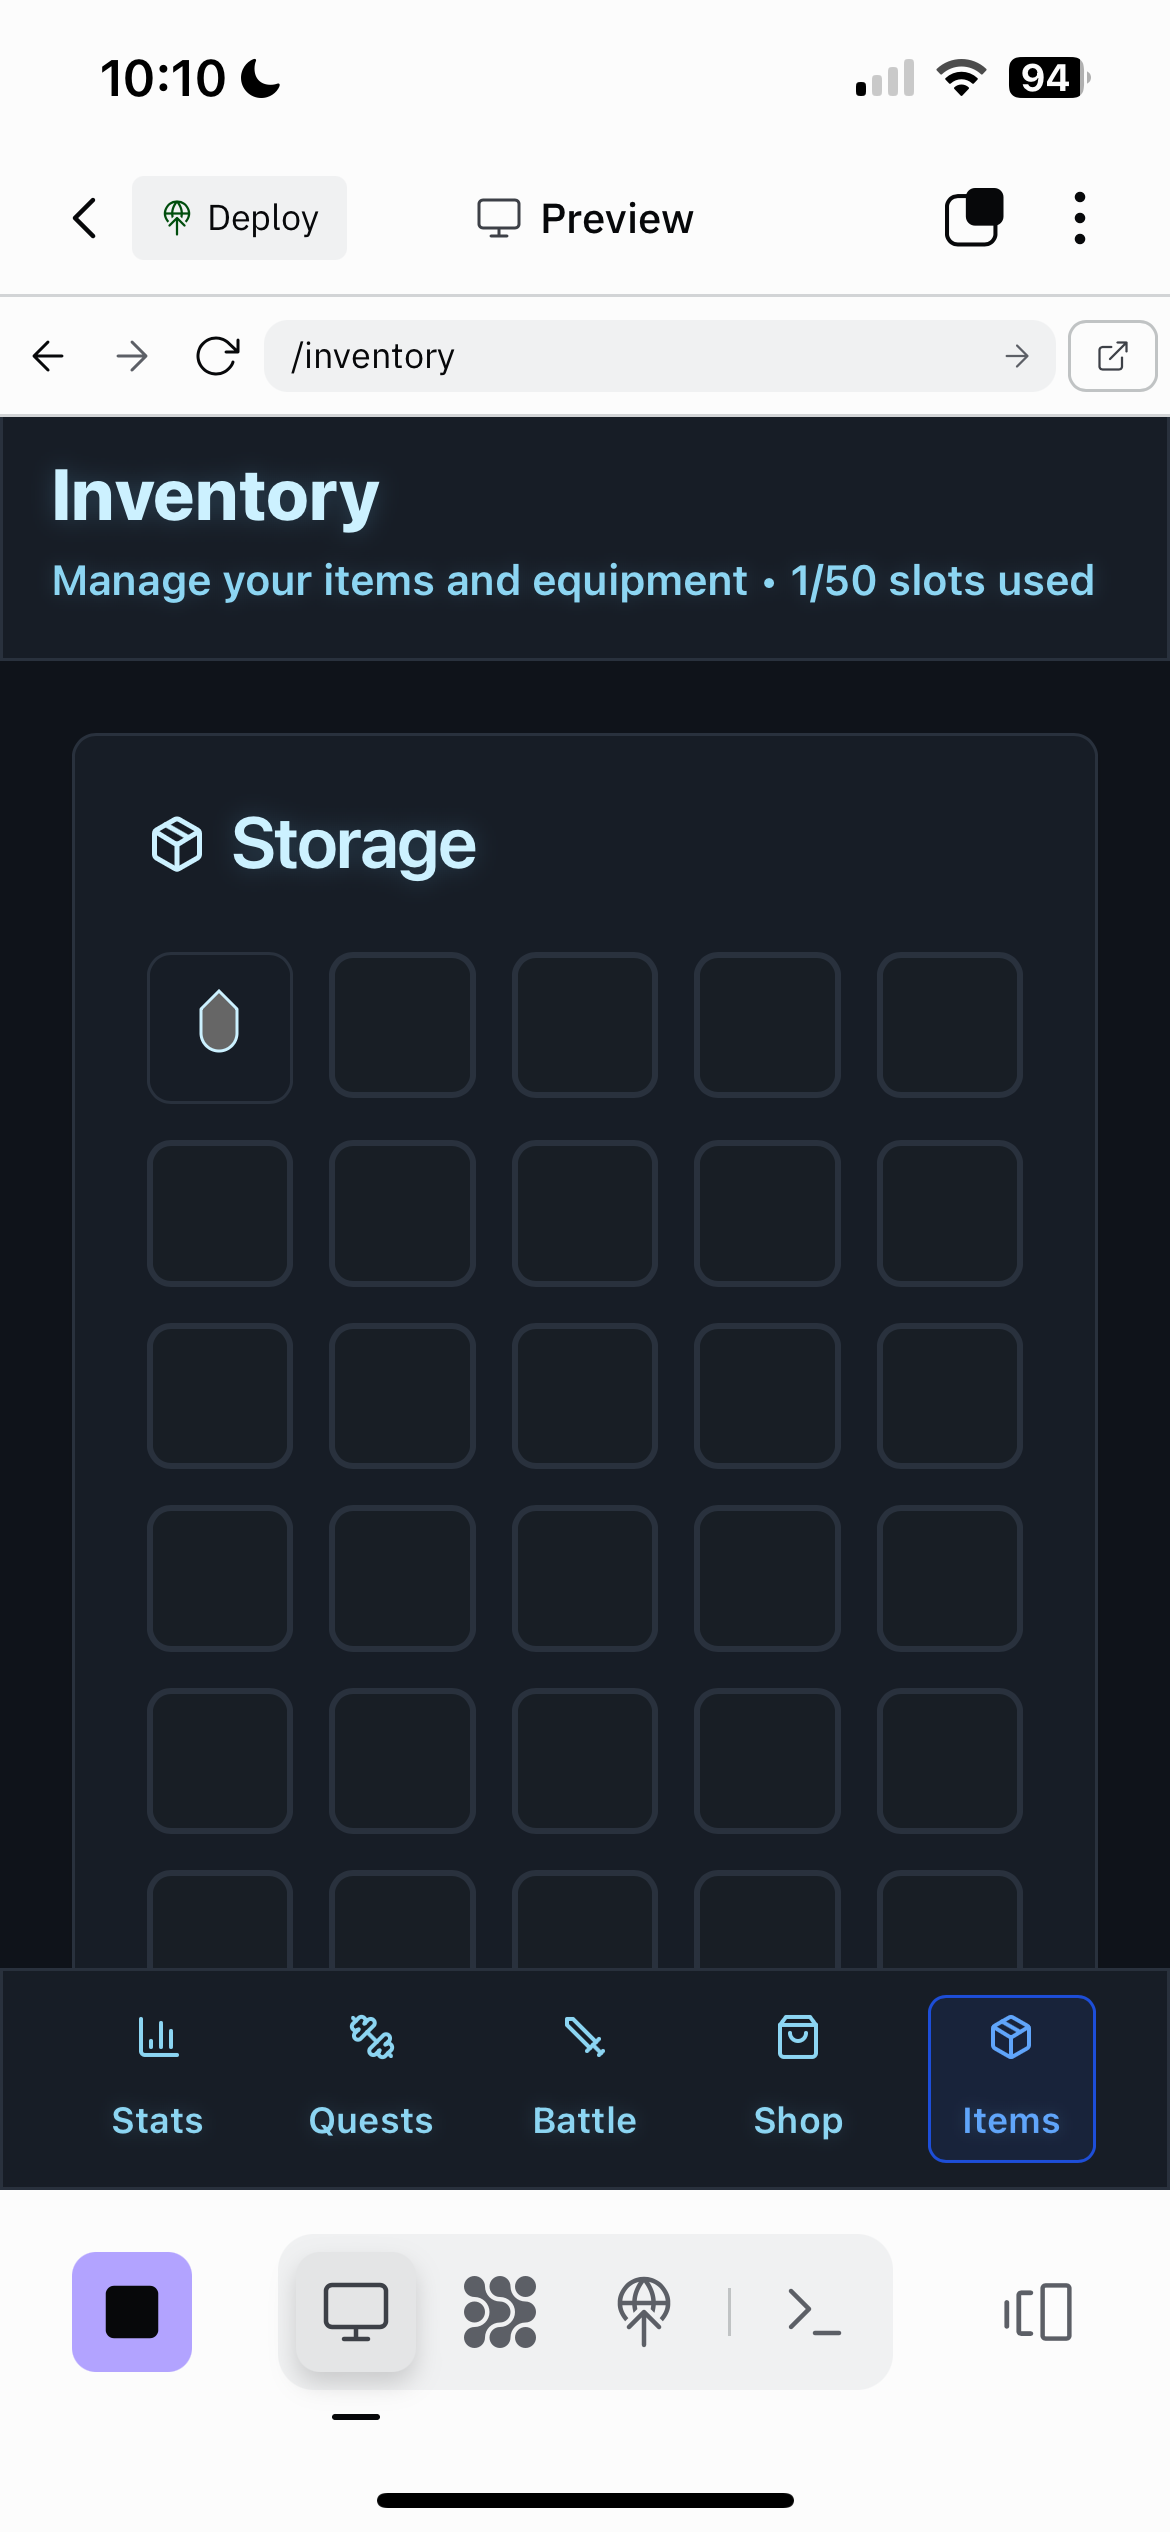 10:10
94
Deploy
Preview
/inventory
Inventory
Manage your items and equipment • 1/50 slots used
Storage
Stats
Quests
Battle
Shop
Items